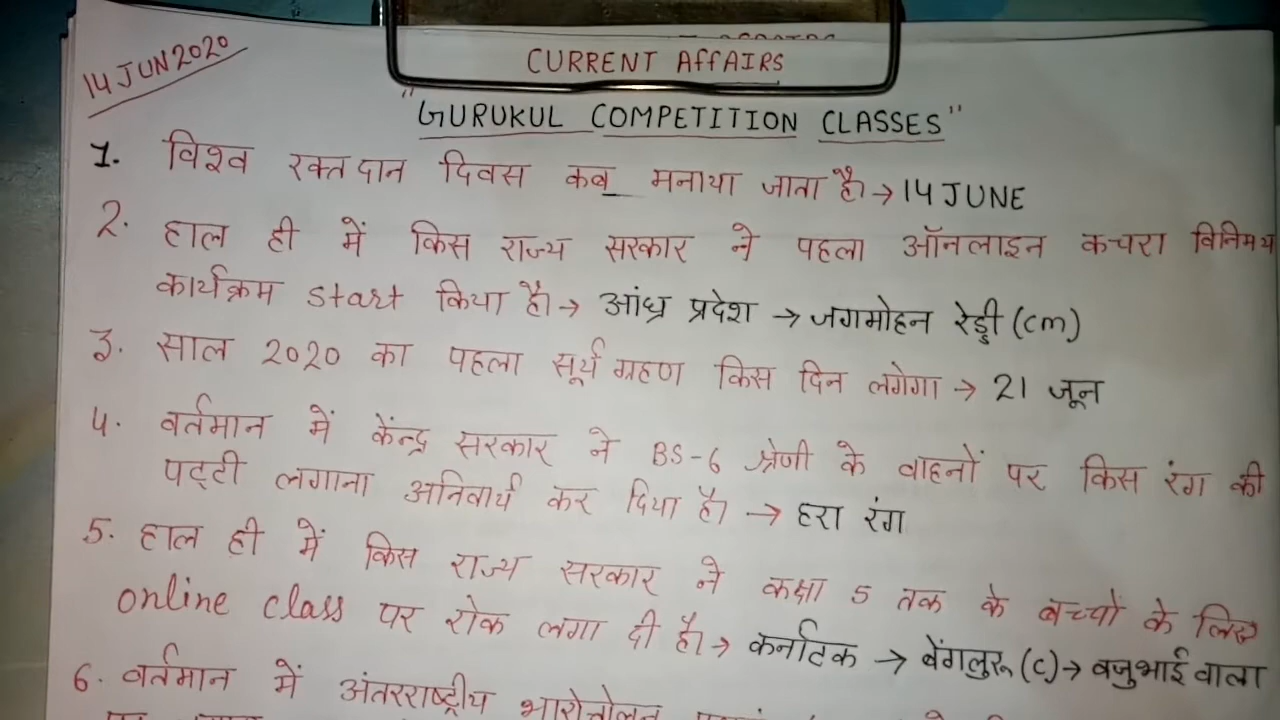 14 JUN 2020
CURRENT AffAIRS
"GURUKUL COMPETITION CLASSES"
1. विश्व रक्तदान दिवस कब मनाया जाता है। → 14 JUNE
2. हाल ही में किस राज्य सरकार ने पहला ऑनलाइन कचरा विनिमय
कार्यक्रम start किया है। → आंध्र प्रदेश → जगमोहन रेड्डी (cm)
3. साल 2020 का पहला सूर्य ग्रहण किस दिन लगेगा → 21 जून
4. वर्तमान में केंन्द्र सरकार ने BS-6 श्रेणी के वाहनों पर किस रंग की
पट्टी लगाना अनिवार्य कर दिया है। → हरा रंग
5. हाल ही में किस राज्य सरकार ने कक्षा 5 तक के बच्चों के लिए
online class पर रोक लगा दी है। → कर्नाटक → बेंगलुरू (c) → वजुभाई वाला
6. वर्तमान में अंतरराष्ट्रीय भारोत्तोलन